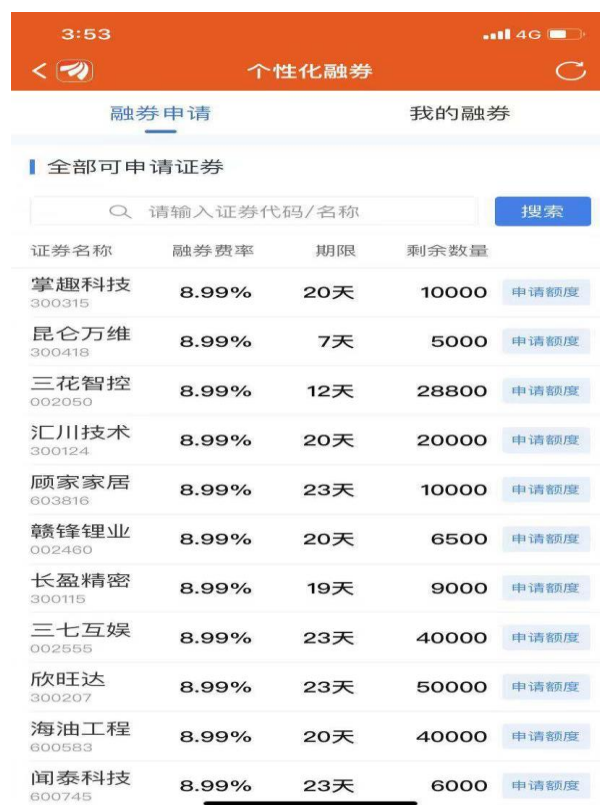 3:53 4G
个性化融券
融券申请 我的融券
全部可申请证券
请输入证券代码/名称 搜索
证券名称 融券费率 期限 剩余数量
掌趣科技 8.99% 20天 10000 申请额度
300315
昆仑万维 8.99% 7天 5000 申请额度
300418
三花智控 8.99% 12天 28800 申请额度
002050
汇川技术 8.99% 20天 20000 申请额度
300124
顾家家居 8.99% 23天 10000 申请额度
603816
赣锋锂业 8.99% 20天 6500 申请额度
002460
长盈精密 8.99% 19天 9000 申请额度
300115
三七互娱 8.99% 23天 40000 申请额度
002555
欣旺达 8.99% 23天 50000 申请额度
300207
海油工程 8.99% 20天 40000 申请额度
600583
闻泰科技 8.99% 23天 6000 申请额度
600745